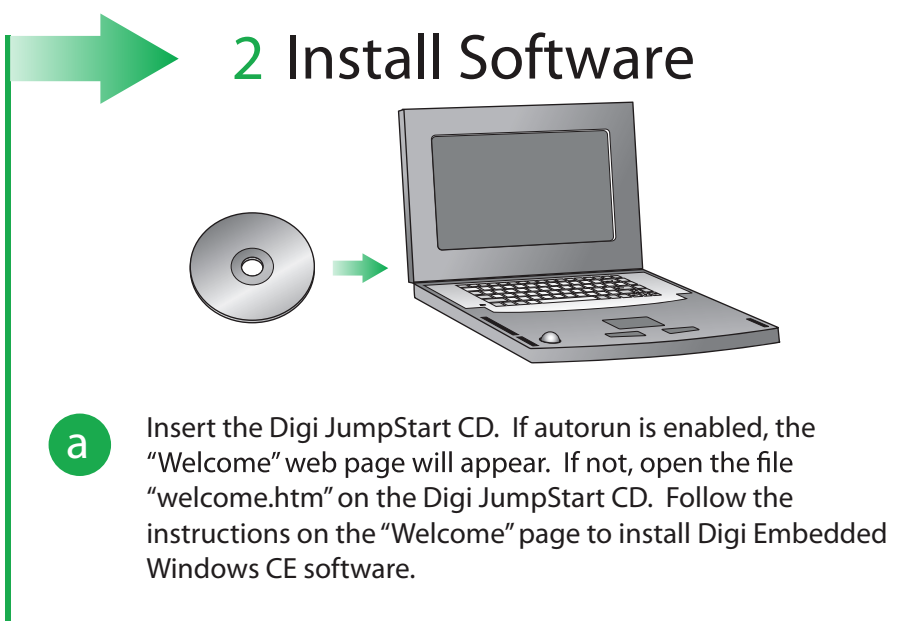 2 Install Software
a
Insert the Digi JumpStart CD.  If autorun is enabled, the
“Welcome” web page will appear.  If not, open the file
“welcome.htm” on the Digi JumpStart CD.  Follow the
instructions on the “Welcome” page to install Digi Embedded
Windows CE software.